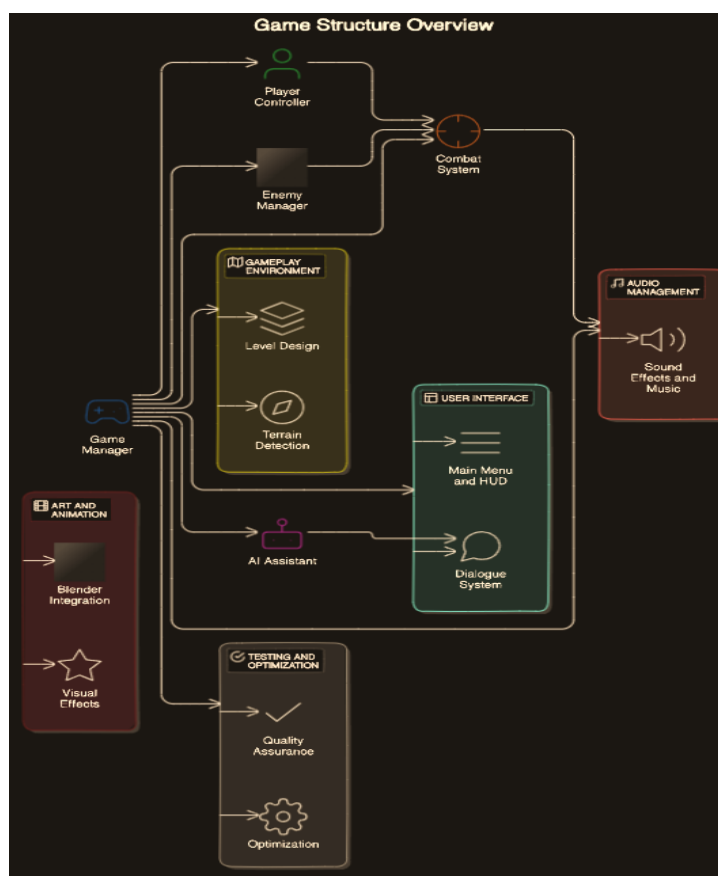 Game Structure Overview
Player
Controller
Combat
System
Enemy
Manager
GAMEPLAY
ENVIRONMENT
Level Design
Terrain
Detection
AUDIO
MANAGEMENT
Sound
Effects and
Music
Game
Manager
USER INTERFACE
Main Menu
and HUD
Dialogue
System
AI Assistant
ART AND
ANIMATION
Blender
Integration
Visual
Effects
TESTING AND
OPTIMIZATION
Quality
Assurance
Optimization